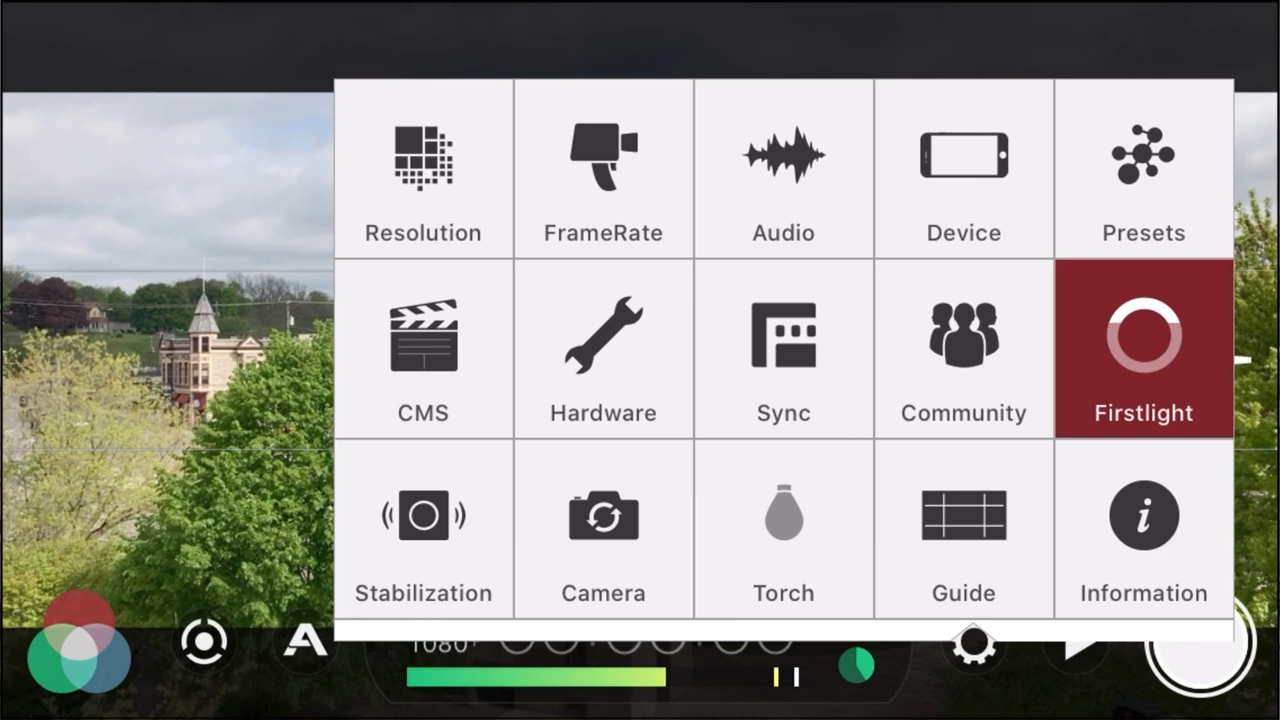 Resolution
FrameRate
Audio
Device
Presets
CMS
Hardware
Sync
Community
Firstlight
Stabilization
Camera
Torch
Guide
Information
A